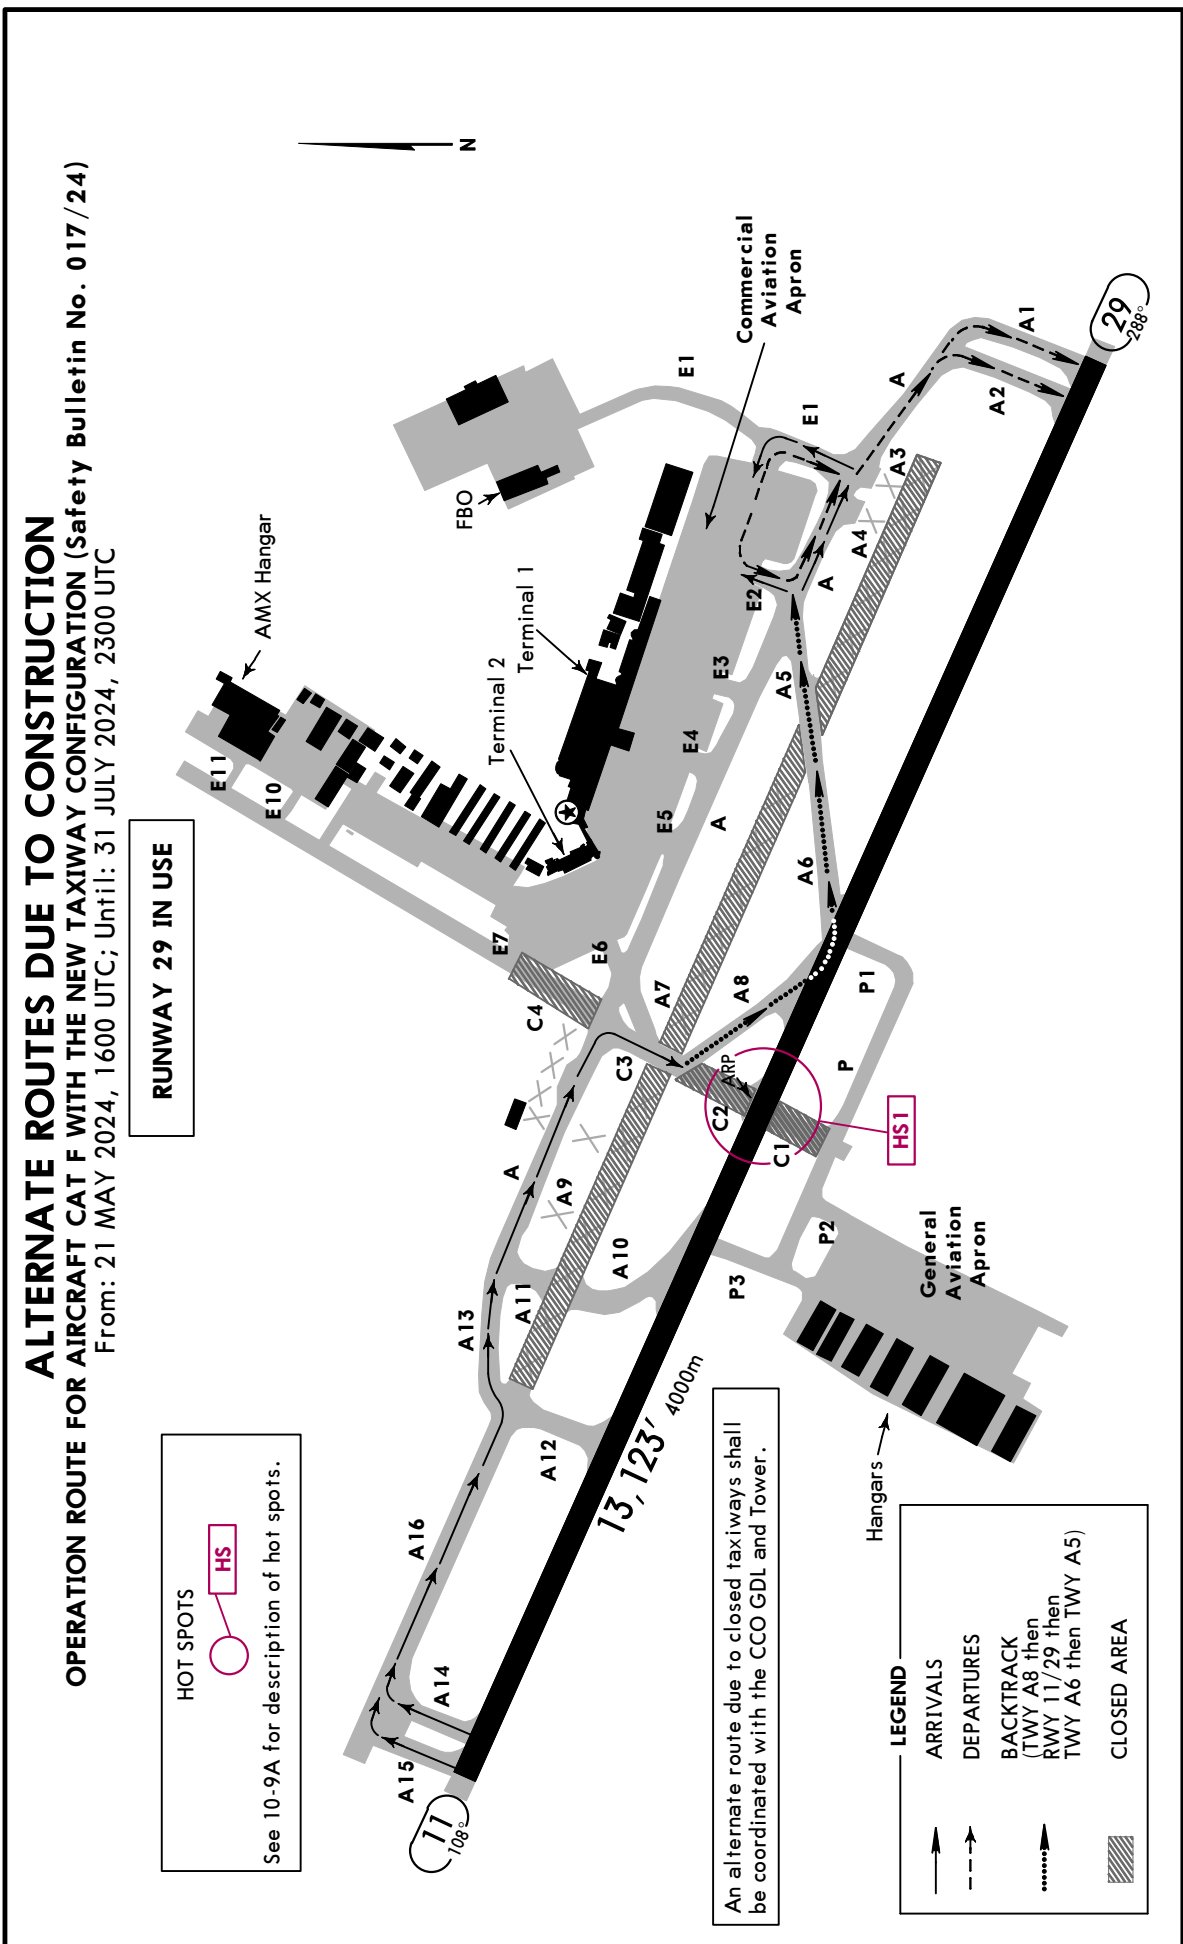 ALTERNATE ROUTES DUE TO CONSTRUCTION
OPERATION ROUTE FOR AIRCRAFT CAT F WITH THE NEW TAXIWAY CONFIGURATION (Safety Bulletin No. 017/24)
From: 21 MAY 2024, 1600 UTC; Until: 31 JULY 2024, 2300 UTC
RUNWAY 29 IN USE
HOT SPOTS
HS
See 10-9A for description of hot spots.
N
AMX Hangar
E11
E10
FBO
Terminal 2
Terminal 1
E1
Commercial
Aviation
Apron
E1
E7
E6
E5
E4
E3
E2
C4
C3
A7
A
A5
A
A4
A3
A
A1
A2
29
288°
A15
A14
A16
A13
A12
A11
A
A9
A10
A8
A6
ARP
C2
C1
HS1
P1
P
P2
P3
11
108°
13,123' 4000m
General
Aviation
Apron
Hangars
An alternate route due to closed taxiways shall
be coordinated with the CCO GDL and Tower.
LEGEND
ARRIVALS
DEPARTURES
BACKTRACK
(TWY A8 then
RWY 11/29 then
TWY A6 then TWY A5)
CLOSED AREA